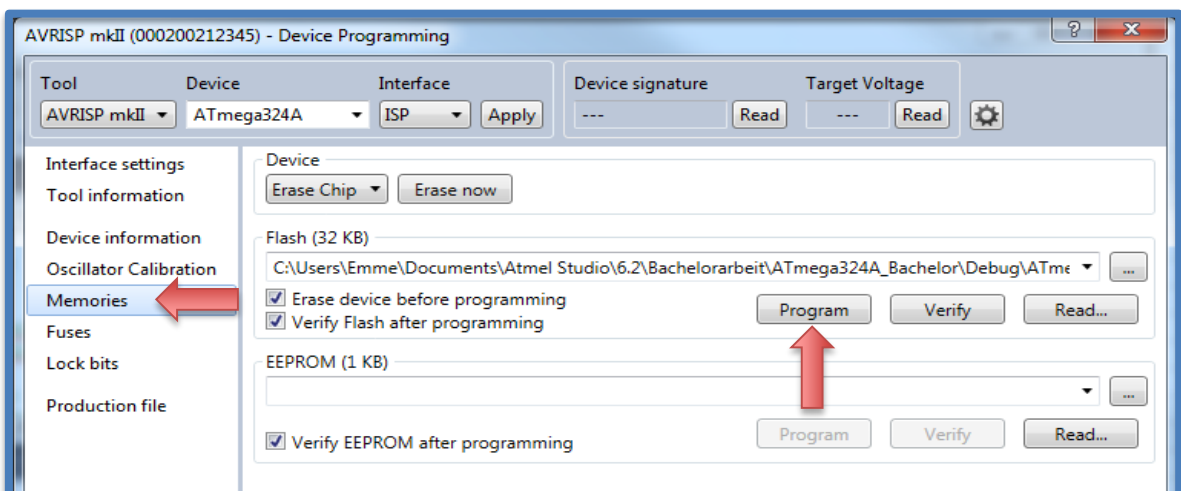 AVRISP mkII (000200212345) - Device Programming
? X
Tool Device Interface Device signature Target Voltage
AVRISP mkII ATmega324A ISP Apply --- Read --- Read
Interface settings
Tool information
Device information
Oscillator Calibration
Memories
Fuses
Lock bits
Production file
Device
Erase Chip Erase now
Flash (32 KB)
C:\Users\Emme\Documents\Atmel Studio\6.2\Bachelorarbeit\ATmega324A_Bachelor\Debug\ATme ...
Erase device before programming
Verify Flash after programming
Program Verify Read...
EEPROM (1 KB)
...
Verify EEPROM after programming
Program Verify Read...